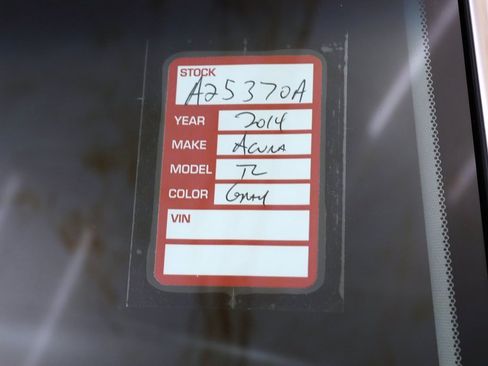 STOCK
A25370A
YEAR 2014
MAKE Acura
MODEL TL
COLOR Gray
VIN